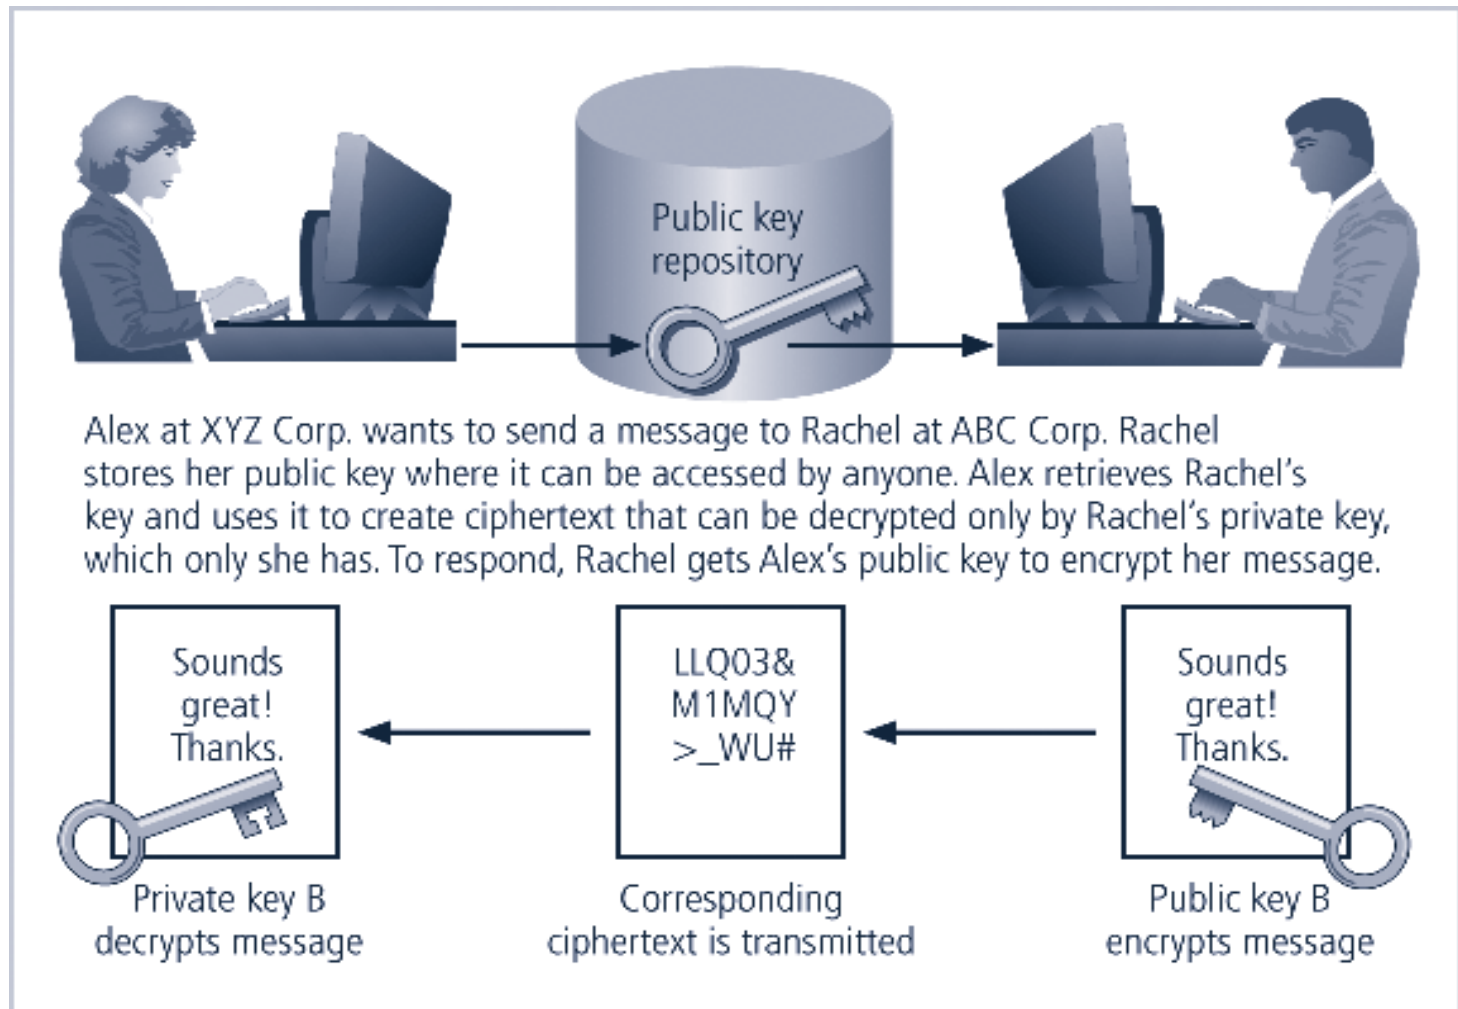 Public key
repository
Alex at XYZ Corp. wants to send a message to Rachel at ABC Corp. Rachel
stores her public key where it can be accessed by anyone. Alex retrieves Rachel's
key and uses it to create ciphertext that can be decrypted only by Rachel's private key,
which only she has. To respond, Rachel gets Alex's public key to encrypt her message.
Sounds
great!
Thanks.
LLQ03&
M1MQY
>_WU#
Sounds
great!
Thanks.
Private key B
decrypts message
Corresponding
ciphertext is transmitted
Public key B
encrypts message